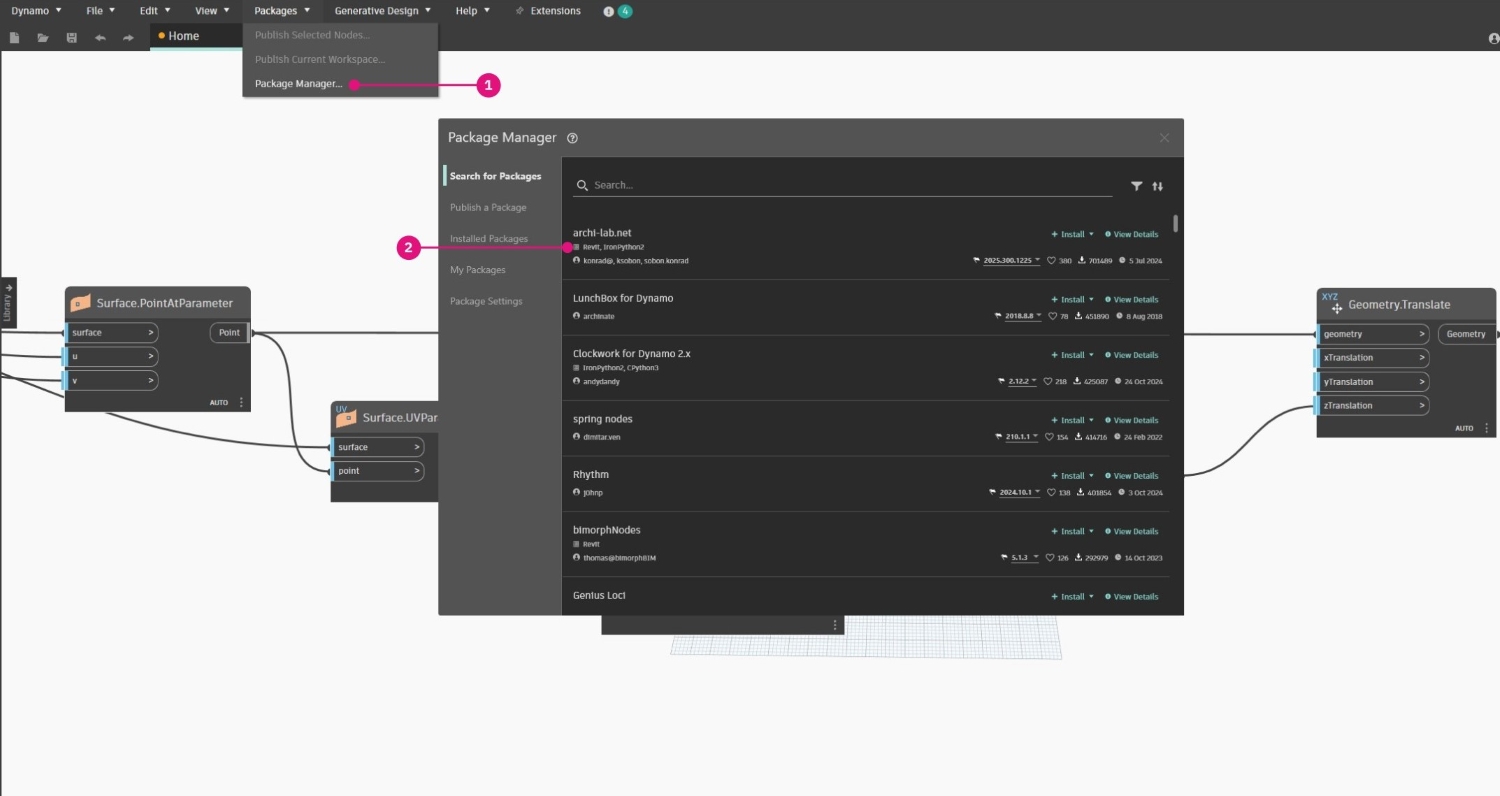 Dynamo File Edit View Packages Generative Design Help Extensions 4
Home
Publish Selected Nodes...
Publish Current Workspace...
Package Manager...
1
Package Manager
Search for Packages
Publish a Package
Installed Packages
My Packages
Package Settings
2
Search...
archi-lab.net Install View Details
Revit, IronPython2
konrad@, ksobon, sobon.konrad 2025.300.1225 380 701489 5 Jul 2024
LunchBox for Dynamo Install View Details
archinate 2018.8.8 78 451890 8 Aug 2018
Clockwork for Dynamo 2.x Install View Details
IronPython2, CPython3
andydandy 2.12.2 218 425087 24 Oct 2024
spring nodes Install View Details
dimitar.ven 210.1.1 154 414716 24 Feb 2022
Rhythm Install View Details
j0hnp 2024.10.1 138 401854 3 Oct 2024
bimorphNodes Install View Details
Revit
thomas@bimorphBIM 5.1.3 126 292979 14 Oct 2023
Genius Loci Install View Details
Library
Surface.PointAtParameter
surface > Point
u >
v >
AUTO
UV
Surface.UVPar
surface >
point >
XYZ
Geometry.Translate
geometry > Geometry
xTranslation >
yTranslation >
zTranslation >
AUTO